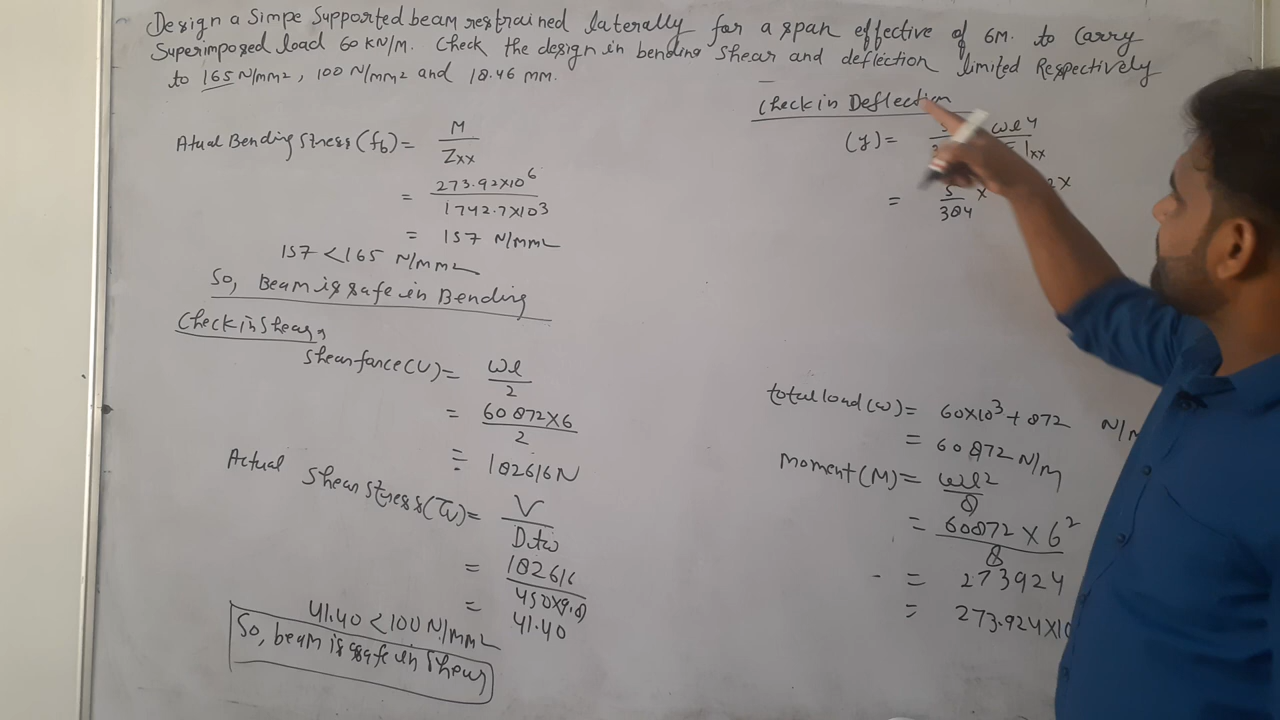 Design a Simpe Supported beam restrained laterally for a span effective of 6M. to Carry
Superimposed load 60 KN/M. Check the design in bending Shear and deflection limited Respectively
to 165 N/mm2, 100 N/mm2 and 18.46 mm.
Atual Bending Stress (fb) = M / Zxx
= 273.92×10^6 / 1742.7×10^3
= 157 N/mm2
157 < 165 N/mm2
So, Beam is safe in Bending
Check in Shear,
Shear force (V) = wl / 2
= 60872×6 / 2
= 182616 N
Actual Shear stress (τv) = V / D.tw
= 182616 / 450×9.8
= 41.40
41.40 < 100 N/mm2
So, beam is safe in Shear
Check in Deflection
(y) = wl^4 Ixx
= 5/384 ×
total load (w) = 60×10^3 + 872
= 60872 N/M
Moment (M) = wl^2 / 8
= 60872 × 6^2 / 8
= 273924
= 273.924×10